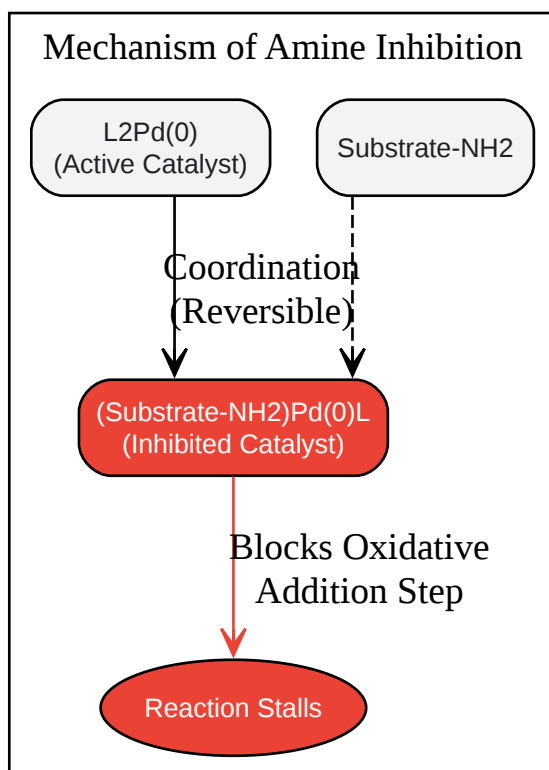 Mechanism of Amine Inhibition
L2Pd(0)
(Active Catalyst)
Substrate-NH2
Coordination
(Reversible)
(Substrate-NH2)Pd(0)L
(Inhibited Catalyst)
Blocks Oxidative
Addition Step
Reaction Stalls